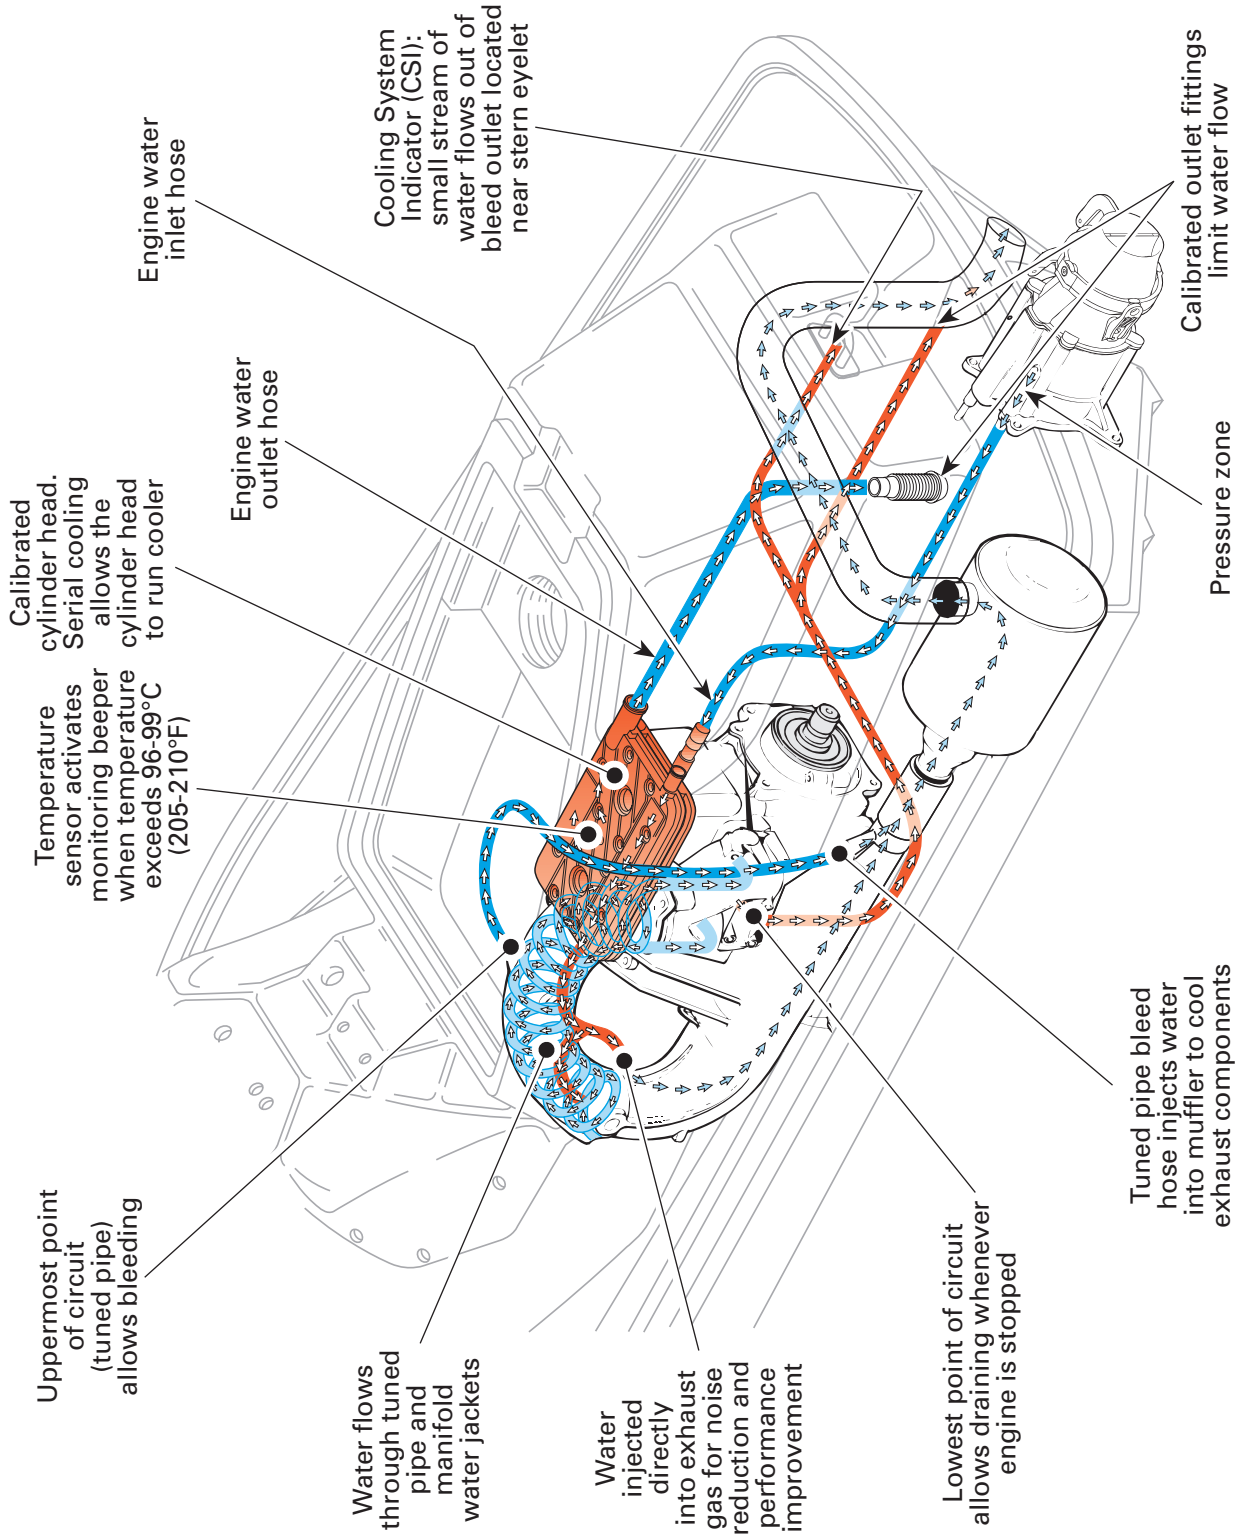 Uppermost point
of circuit
(tuned pipe)
allows bleeding
Temperature
sensor activates
monitoring beeper
when temperature
exceeds 96-99°C
(205-210°F)
Calibrated
cylinder head.
Serial cooling
allows the
cylinder head
to run cooler
Engine water
outlet hose
Engine water
inlet hose
Cooling System
Indicator (CSI):
small stream of
water flows out of
bleed outlet located
near stern eyelet
Water flows
through tuned
pipe and
manifold
water jackets
Water
injected
directly
into exhaust
gas for noise
reduction and
performance
improvement
Lowest point of circuit
allows draining whenever
engine is stopped
Tuned pipe bleed
hose injects water
into muffler to cool
exhaust components
Pressure zone
Calibrated outlet fittings
limit water flow